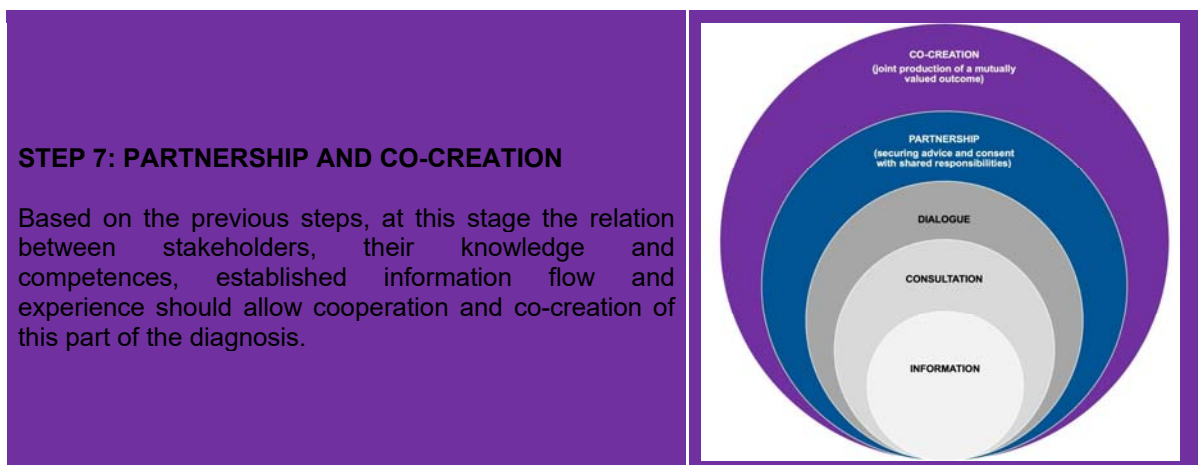 STEP 7: PARTNERSHIP AND CO-CREATION
Based on the previous steps, at this stage the relation
between stakeholders, their knowledge and
competences, established information flow and
experience should allow cooperation and co-creation of
this part of the diagnosis.
CO-CREATION
(joint production of a mutually
valued outcome)
PARTNERSHIP
(securing advice and consent
with shared responsibilities)
DIALOGUE
CONSULTATION
INFORMATION